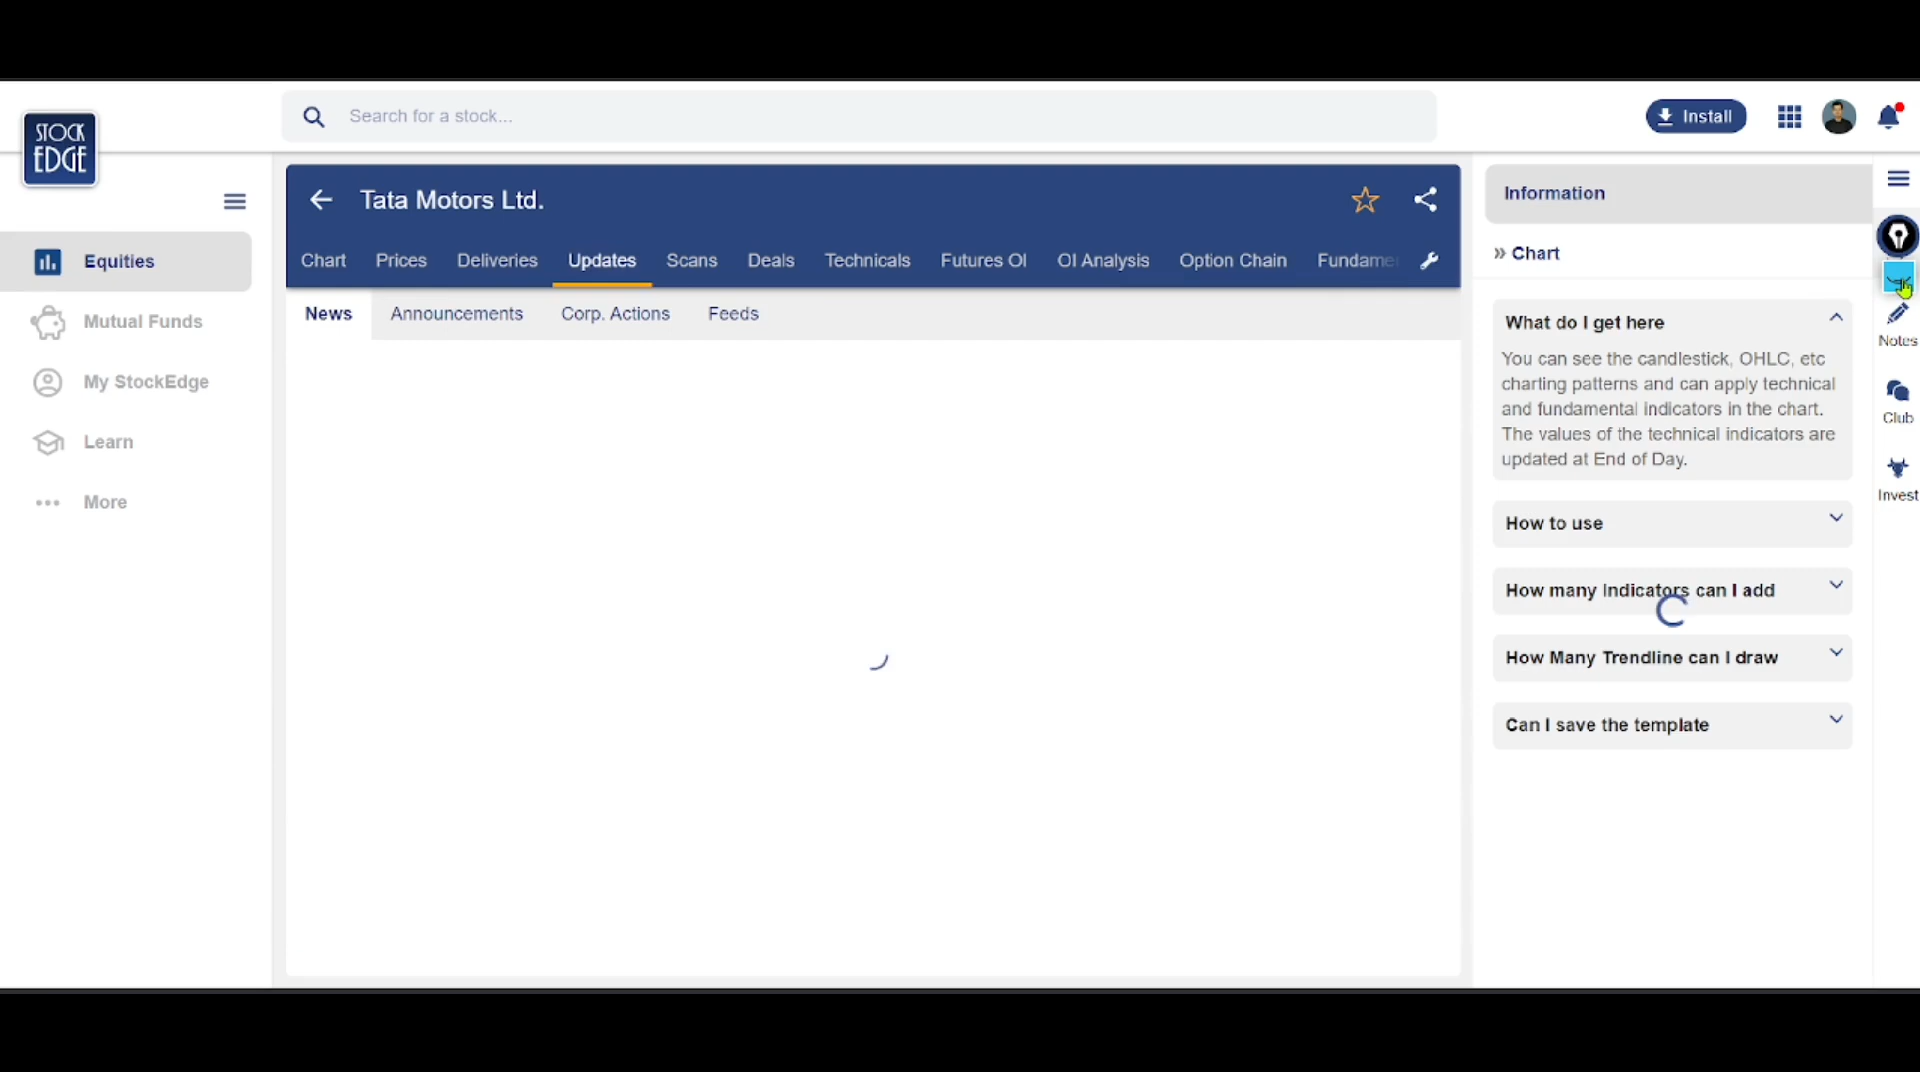 STOCK
EDGE
Search for a stock...
Install
Equities
Mutual Funds
My StockEdge
Learn
More
Tata Motors Ltd.
Chart Prices Deliveries Updates Scans Deals Technicals Futures OI OI Analysis Option Chain Fundame
News Announcements Corp. Actions Feeds
Information
» Chart
What do I get here
You can see the candlestick, OHLC, etc
charting patterns and can apply technical
and fundamental indicators in the chart.
The values of the technical indicators are
updated at End of Day.
How to use
How many Indicators can I add
How Many Trendline can I draw
Can I save the template
Notes
Club
Invest